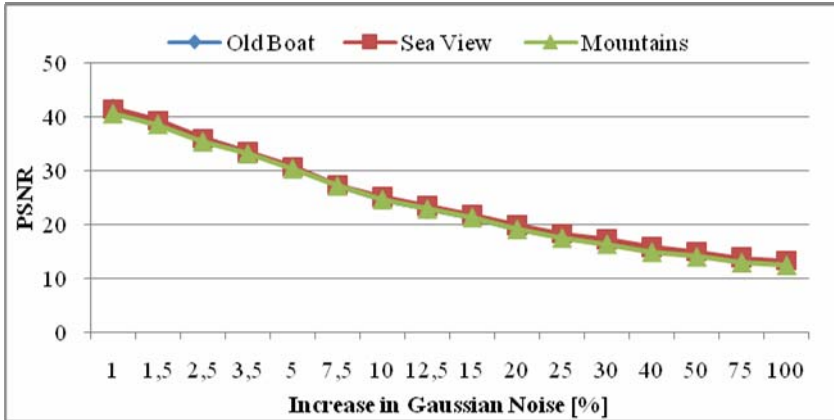 Old Boat Sea View Mountains
50
40
30
20
10
0
PSNR
1 1,5 2,5 3,5 5 7,5 10 12,5 15 20 25 30 40 50 75 100
Increase in Gaussian Noise [%]